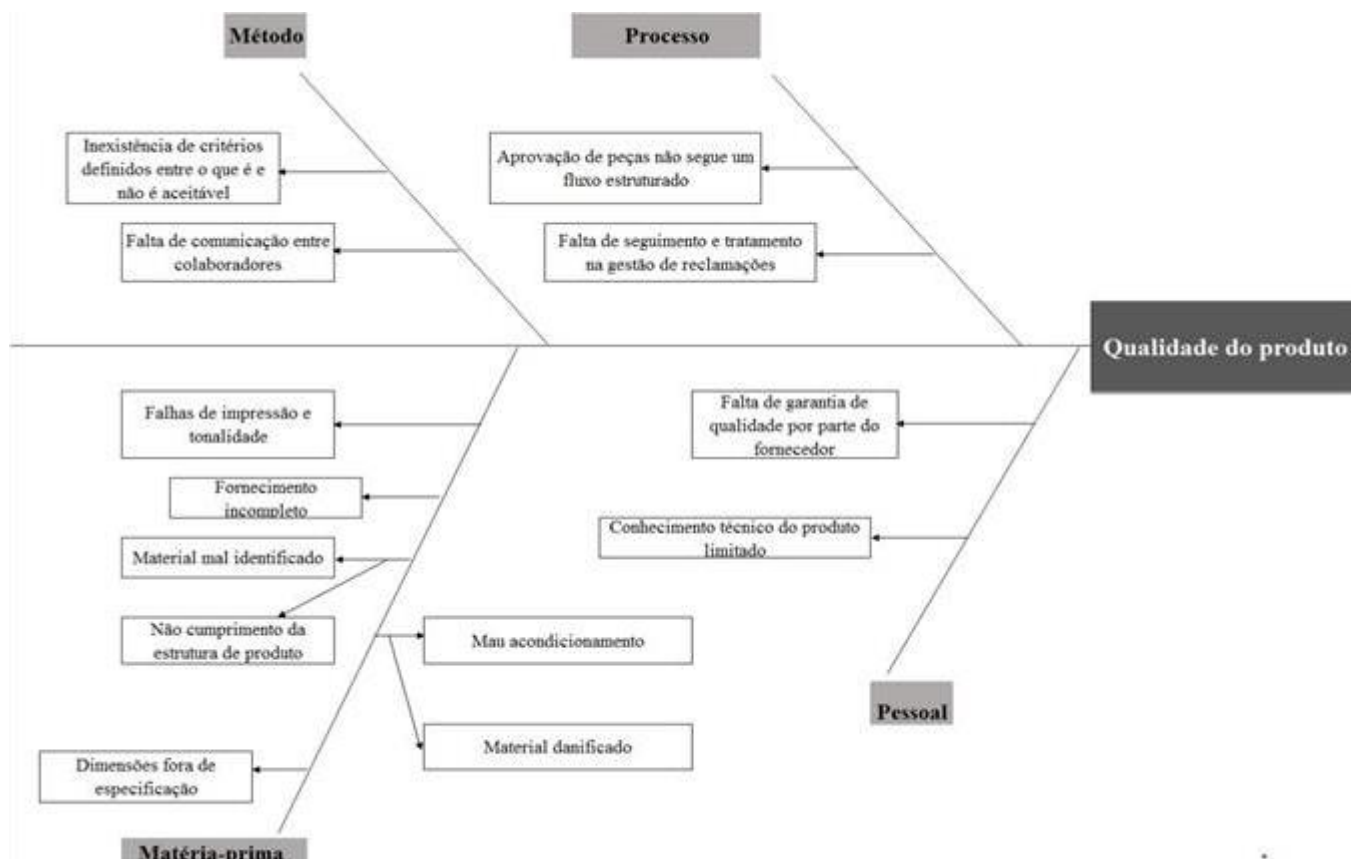 Método
Processo
Inexistência de critérios
definidos entre o que é e
não é aceitável
Aprovação de peças não segue um
fluxo estruturado
Falta de comunicação entre
colaboradores
Falta de seguimento e tratamento
na gestão de reclamações
Qualidade do produto
Falhas de impressão e
tonalidade
Falta de garantia de
qualidade por parte do
fornecedor
Fornecimento
incompleto
Conhecimento técnico do produto
limitado
Material mal identificado
Não cumprimento da
estrutura de produto
Mau acondicionamento
Pessoal
Material danificado
Dimensões fora de
especificação
Matéria-prima